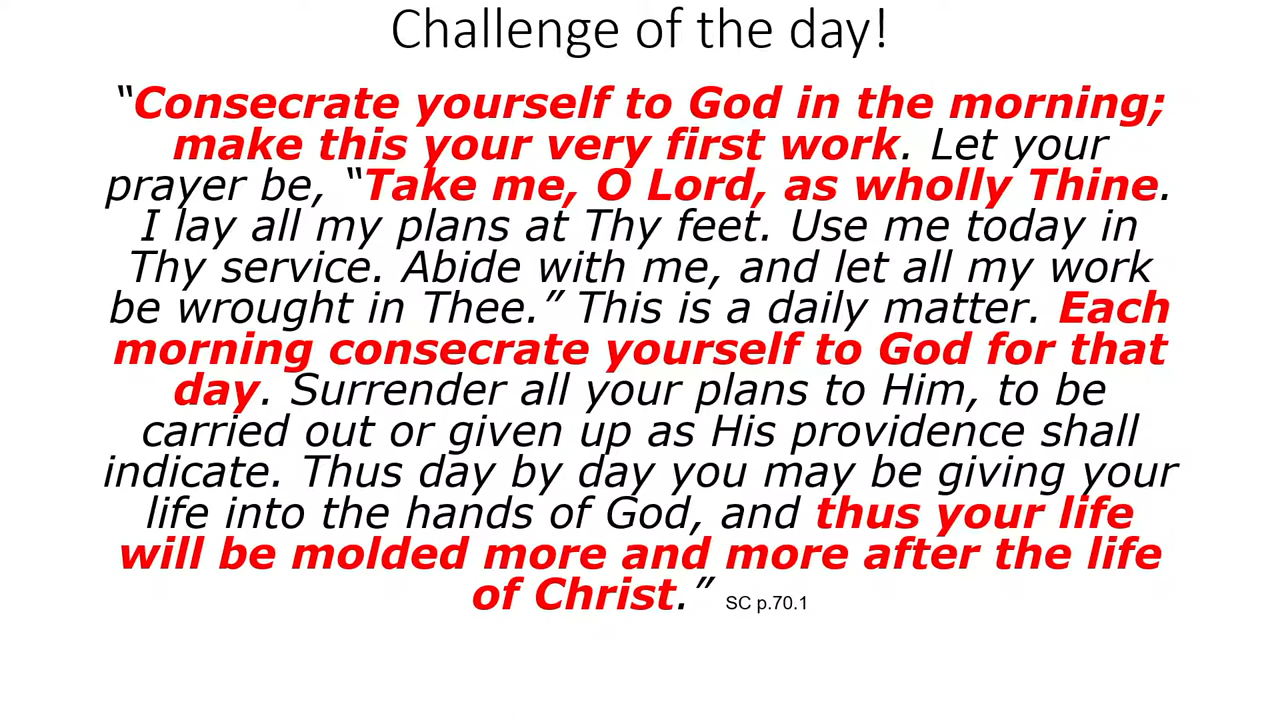 Challenge of the day!
“Consecrate yourself to God in the morning;
make this your very first work. Let your
prayer be, “Take me, O Lord, as wholly Thine.
I lay all my plans at Thy feet. Use me today in
Thy service. Abide with me, and let all my work
be wrought in Thee.” This is a daily matter. Each
morning consecrate yourself to God for that
day. Surrender all your plans to Him, to be
carried out or given up as His providence shall
indicate. Thus day by day you may be giving your
life into the hands of God, and thus your life
will be molded more and more after the life
of Christ.” SC p.70.1